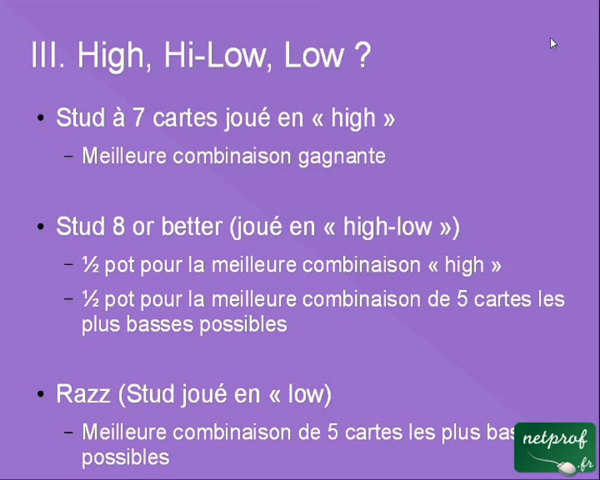 III. High, Hi-Low, Low ?
• Stud à 7 cartes joué en « high »
– Meilleure combinaison gagnante
• Stud 8 or better (joué en « high-low »)
– ½ pot pour la meilleure combinaison « high »
– ½ pot pour la meilleure combinaison de 5 cartes les
plus basses possibles
• Razz (Stud joué en « low)
– Meilleure combinaison de 5 cartes les plus
possibles
netprof
.fr